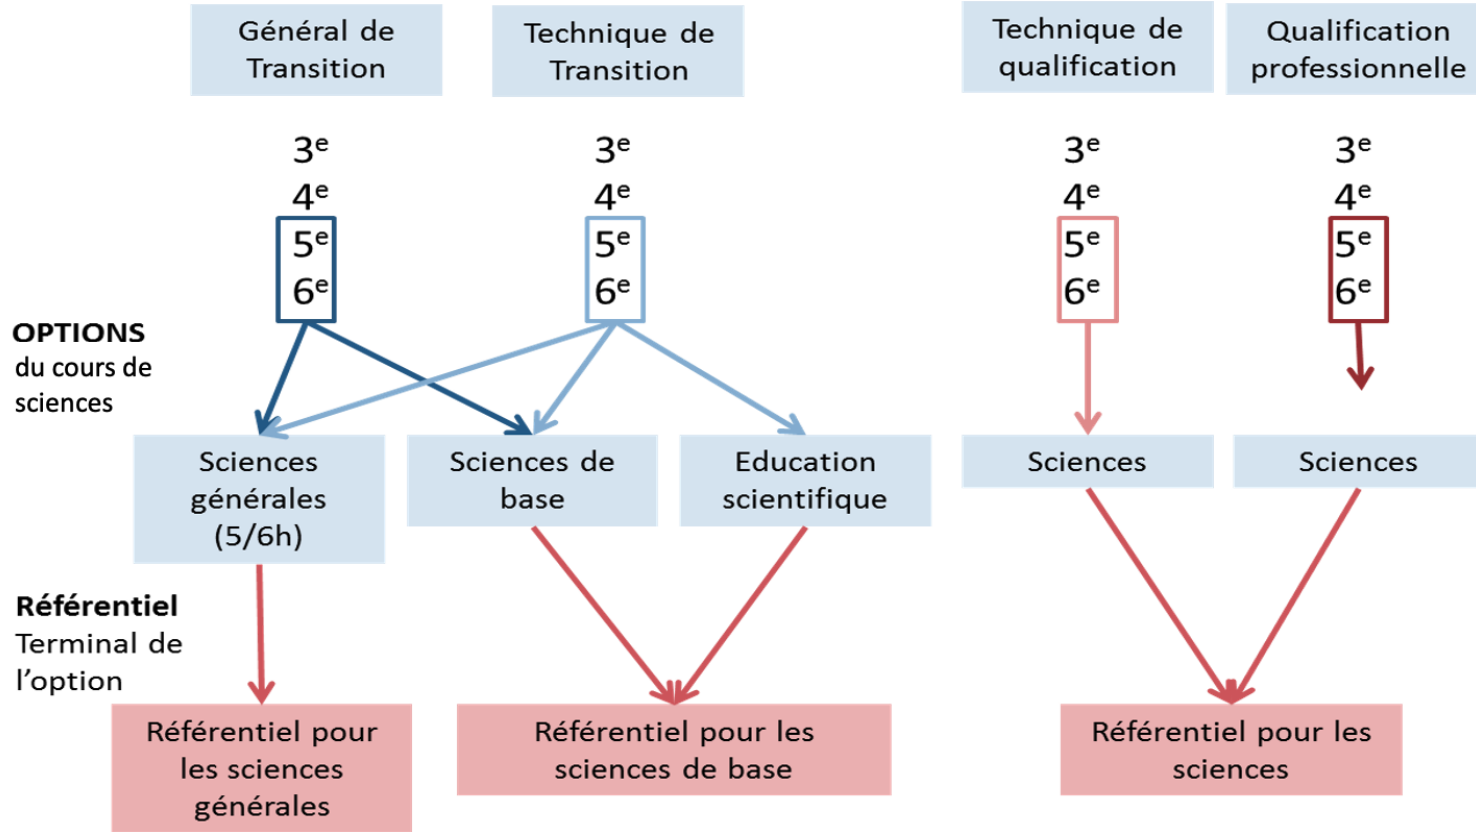 Général de
Transition
Technique de
Transition
Technique de
qualification
Qualification
professionnelle
3e
4e
5e
6e
3e
4e
5e
6e
3e
4e
5e
6e
3e
4e
5e
6e
OPTIONS
du cours de
sciences
Sciences
générales
(5/6h)
Sciences de
base
Education
scientifique
Sciences
Sciences
Référentiel
Terminal de
l’option
Référentiel pour
les sciences
générales
Référentiel pour les
sciences de base
Référentiel pour les
sciences